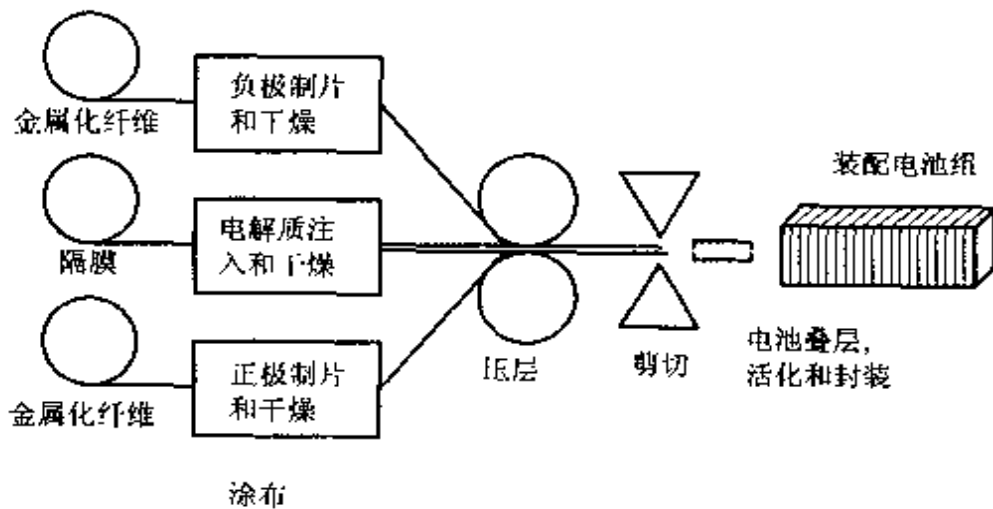 金属化纤维
负极制片
和干燥
隔膜
电解质注
入和干燥
金属化纤维
正极制片
和干燥
涂布
压层
剪切
装配电池组
电池叠层，
活化和封装